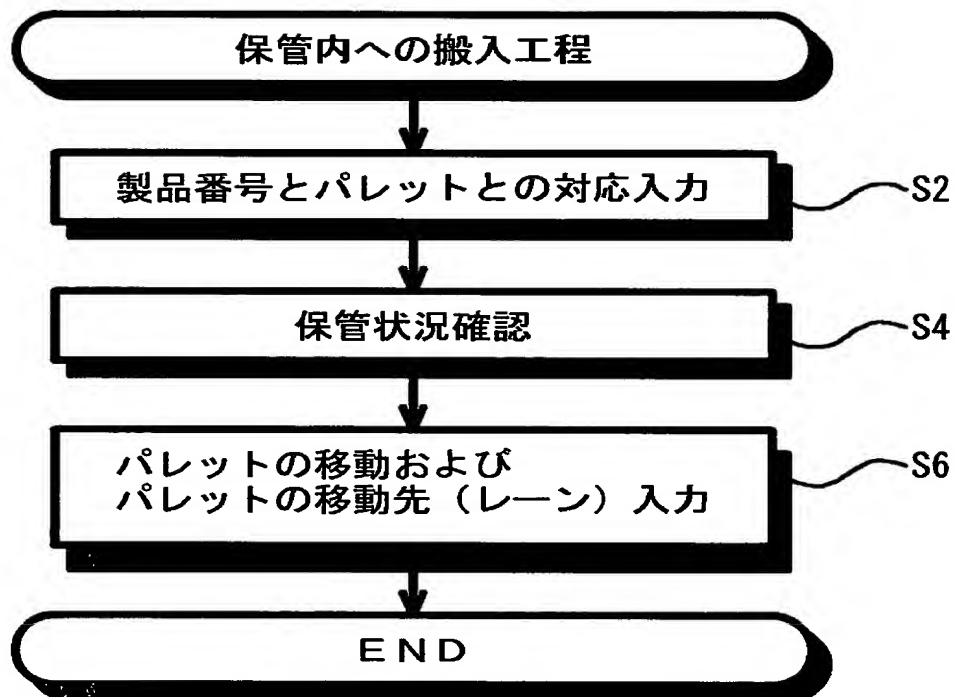 保管内への搬入工程
製品番号とパレットとの対応入力
S2
保管状況確認
S4
パレットの移動および
パレットの移動先（レーン）入力
S6
END